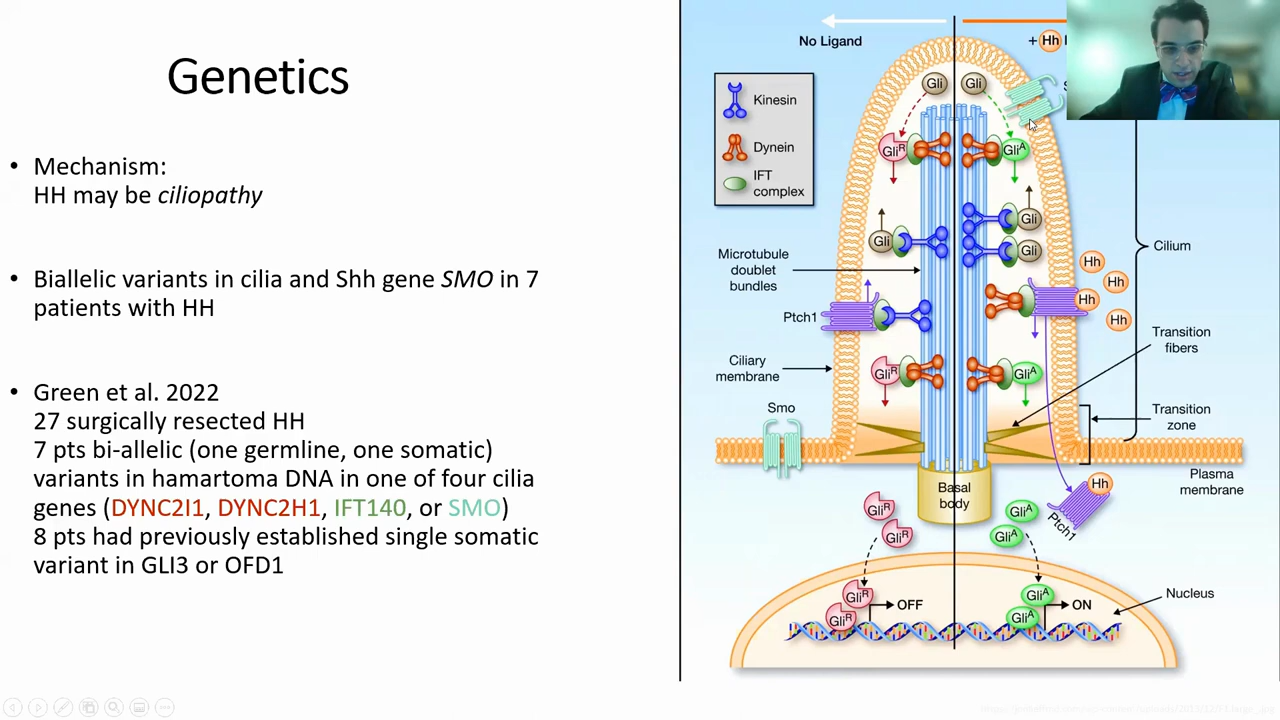 Genetics
• Mechanism:
HH may be ciliopathy
• Biallelic variants in cilia and Shh gene SMO in 7
patients with HH
• Green et al. 2022
27 surgically resected HH
7 pts bi-allelic (one germline, one somatic)
variants in hamartoma DNA in one of four cilia
genes (DYNC2I1, DYNC2H1, IFT140, or SMO)
8 pts had previously established single somatic
variant in GLI3 or OFD1
No Ligand
+ Hh
Kinesin
Dynein
IFT
complex
Gli
Gli
GliR
GliA
Gli
Gli
Gli
Microtubule
doublet
bundles
Cilium
Hh
Hh
Hh
Hh
Ptch1
Transition
fibers
Ciliary
membrane
GliR
GliA
Smo
Transition
zone
Plasma
membrane
Basal
body
Hh
Ptch1
GliR
GliR
GliA
GliA
Nucleus
GliR
GliR
OFF
GliA
GliA
ON